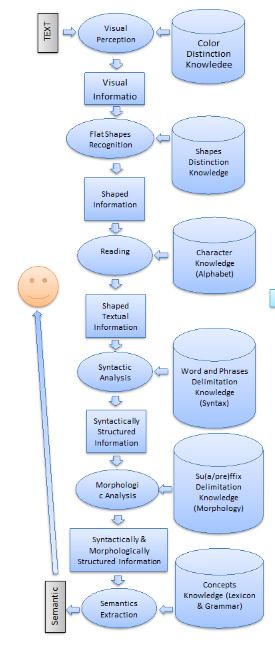 TEXT
Visual
Perception
Color
Distinction
Knowledge
Visual
Informatio
Flat Shapes
Recognition
Shapes
Distinction
Knowledge
Shaped
Information
Reading
Character
Knowledge
(Alphabet)
Shaped
Textual
Information
Syntactic
Analysis
Word and Phrases
Delimitation
Knowledge
(Syntax)
Syntactically
Structured
Information
Morphologi
c Analysis
Su(a/pre)ffix
Delimitation
Knowledge
(Morphology)
Syntactically &
Morphologically
Structured Information
Semantic
Semantics
Extraction
Concepts
Knowledge (Lexicon
& Grammar)